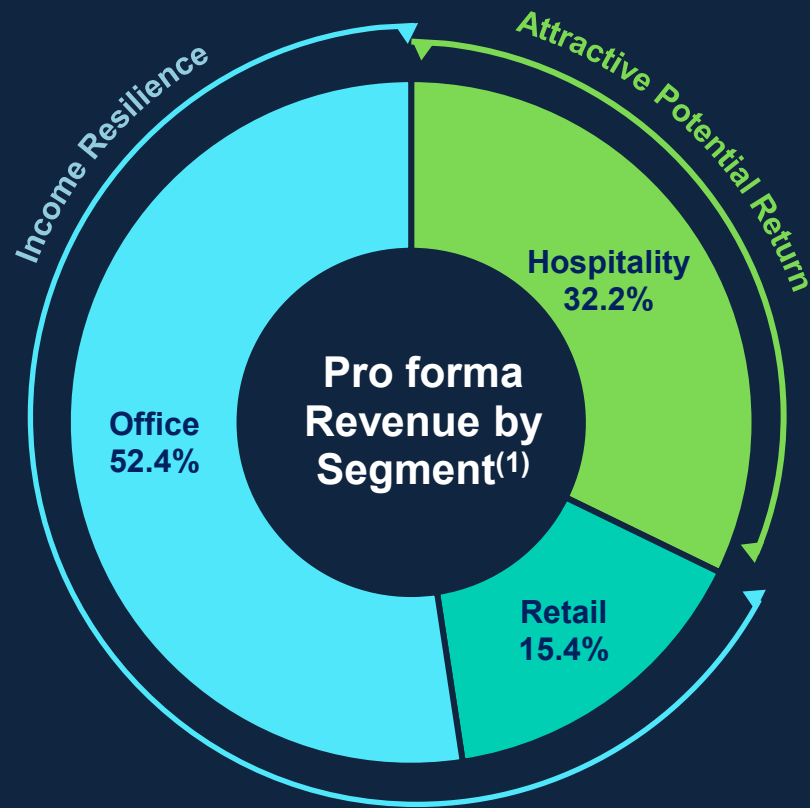 Income Resilience
Attractive Potential Return
Hospitality
32.2%
Pro forma
Revenue by
Segment(1)
Office
52.4%
Retail
15.4%